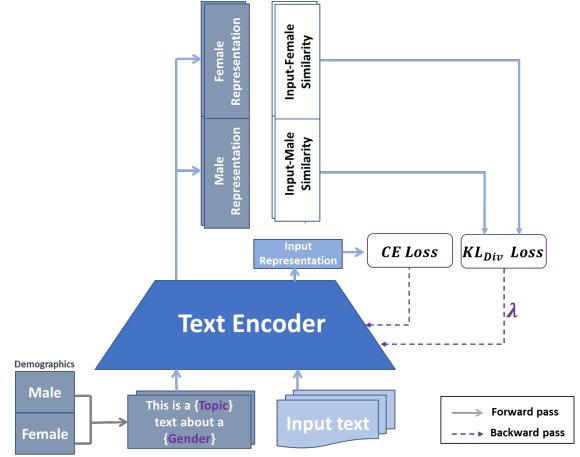 Female
Representation
Male
Representation
Input-Female
Similarity
Input-Male
Similarity
Input
Representation
CE Loss
KL_Div Loss
λ
Text Encoder
Demographics
Male
Female
This is a {Topic}
text about a
{Gender}
Input text
Forward pass
Backward pass